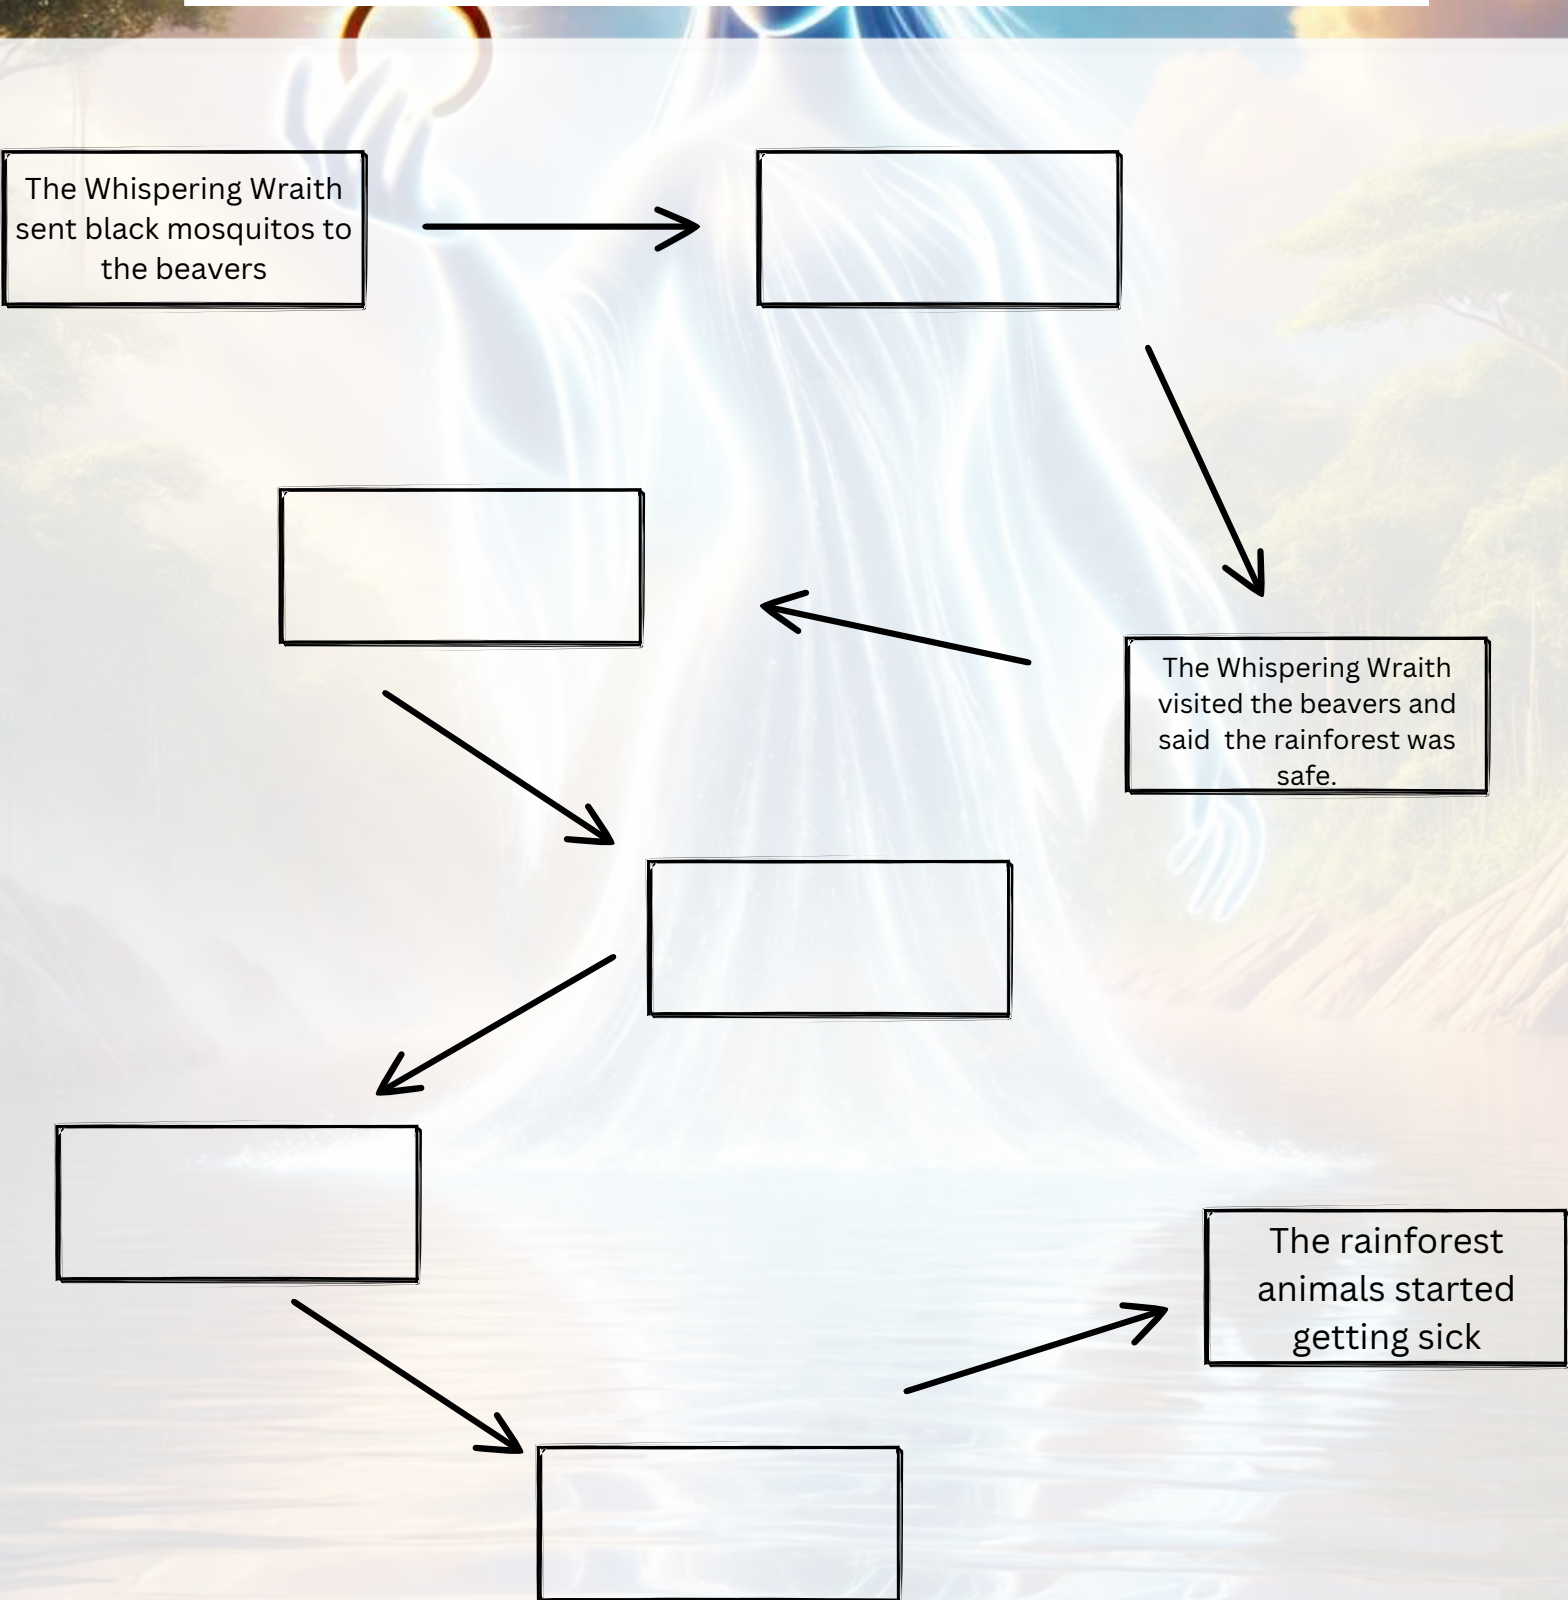 The Whispering Wraith
sent black mosquitos to
the beavers
The Whispering Wraith
visited the beavers and
said  the rainforest was
safe.
The rainforest
animals started
getting sick